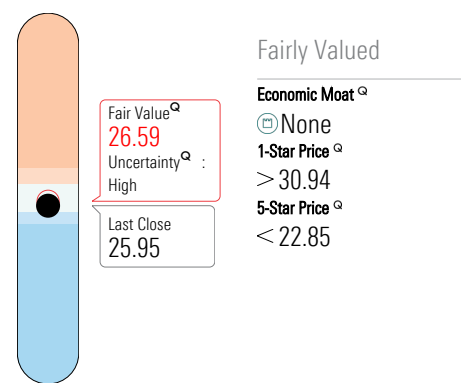 Fairly Valued
Economic Moat Q
None
1-Star Price Q
>30.94
5-Star Price Q
<22.85
Fair Value Q
26.59
Uncertainty Q :
High
Last Close
25.95